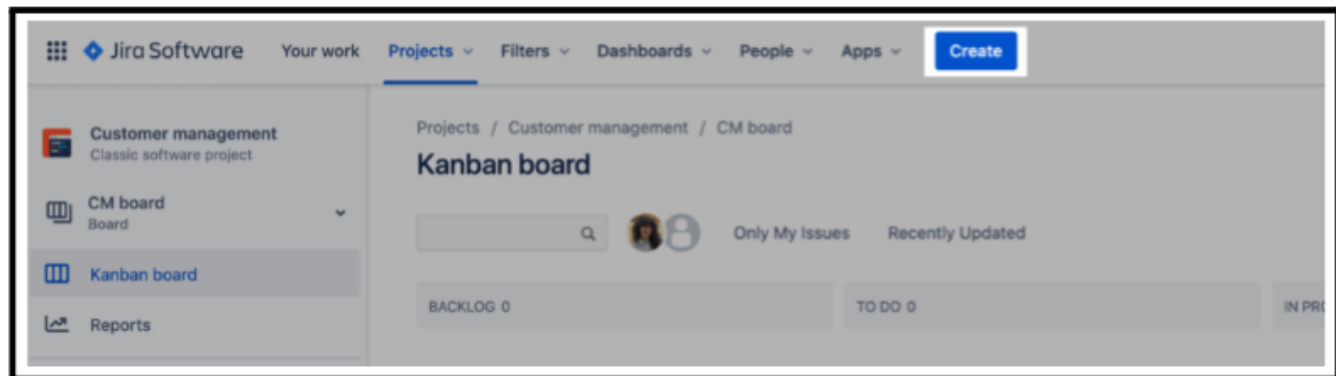 Jira Software Your work Projects Filters Dashboards People Apps Create
Customer management
Classic software project
CM board
Board
Kanban board
Reports
Projects / Customer management / CM board
Kanban board
Only My Issues Recently Updated
BACKLOG 0 TO DO 0 IN PRO